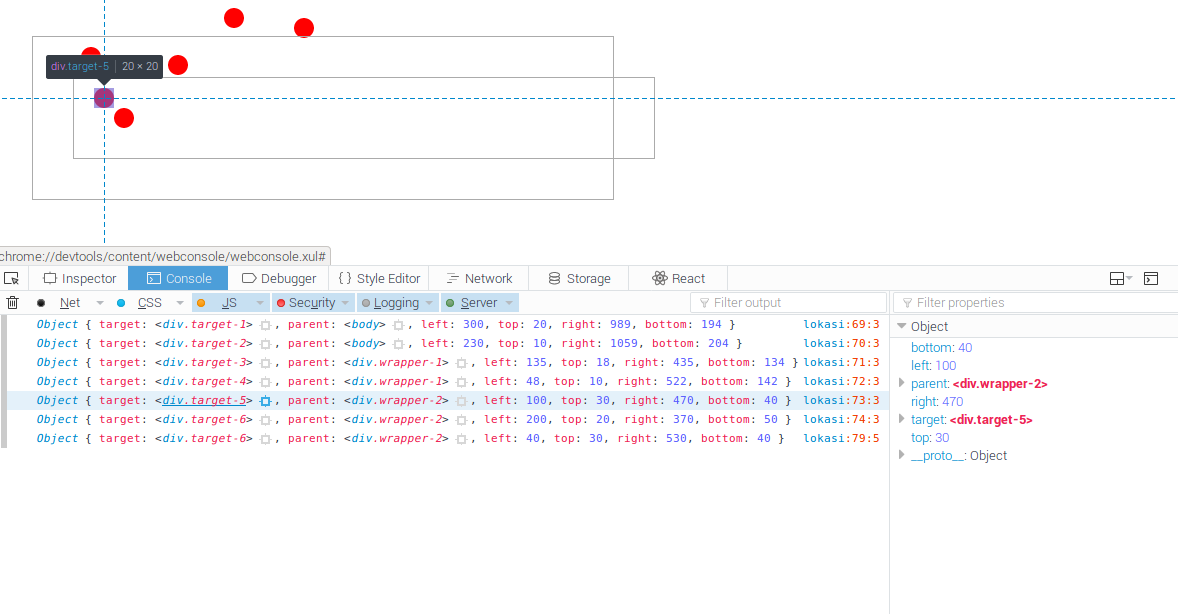 div.target-5 | 20 × 20
chrome://devtools/content/webconsole/webconsole.xul#
Inspector Console Debugger { } Style Editor Network Storage React
Net CSS JS Security Logging Server Filter output Filter properties
Object { target: <div.target-1> , parent: <body> , left: 300, top: 20, right: 989, bottom: 194 } lokasi:69:3
Object { target: <div.target-2> , parent: <body> , left: 230, top: 10, right: 1059, bottom: 204 } lokasi:70:3
Object { target: <div.target-3> , parent: <div.wrapper-1> , left: 135, top: 18, right: 435, bottom: 134 } lokasi:71:3
Object { target: <div.target-4> , parent: <div.wrapper-1> , left: 48, top: 10, right: 522, bottom: 142 } lokasi:72:3
Object { target: <div.target-5> , parent: <div.wrapper-2> , left: 100, top: 30, right: 470, bottom: 40 } lokasi:73:3
Object { target: <div.target-6> , parent: <div.wrapper-2> , left: 200, top: 20, right: 370, bottom: 50 } lokasi:74:3
Object { target: <div.target-6> , parent: <div.wrapper-2> , left: 40, top: 30, right: 530, bottom: 40 } lokasi:79:5
Object
bottom: 40
left: 100
parent: <div.wrapper-2>
right: 470
target: <div.target-5>
top: 30
__proto__: Object